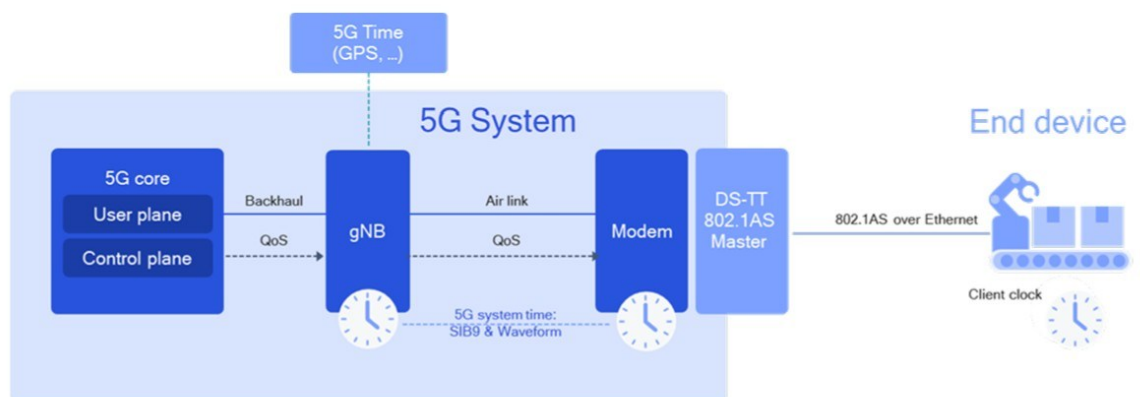 5G Time
(GPS, ...)
5G System
End device
5G core
User plane
Control plane
Backhaul
QoS
gNB
Air link
QoS
Modem
DS-TT
802.1AS
Master
802.1AS over Ethernet
Client clock
5G system time:
SIB9 & Waveform